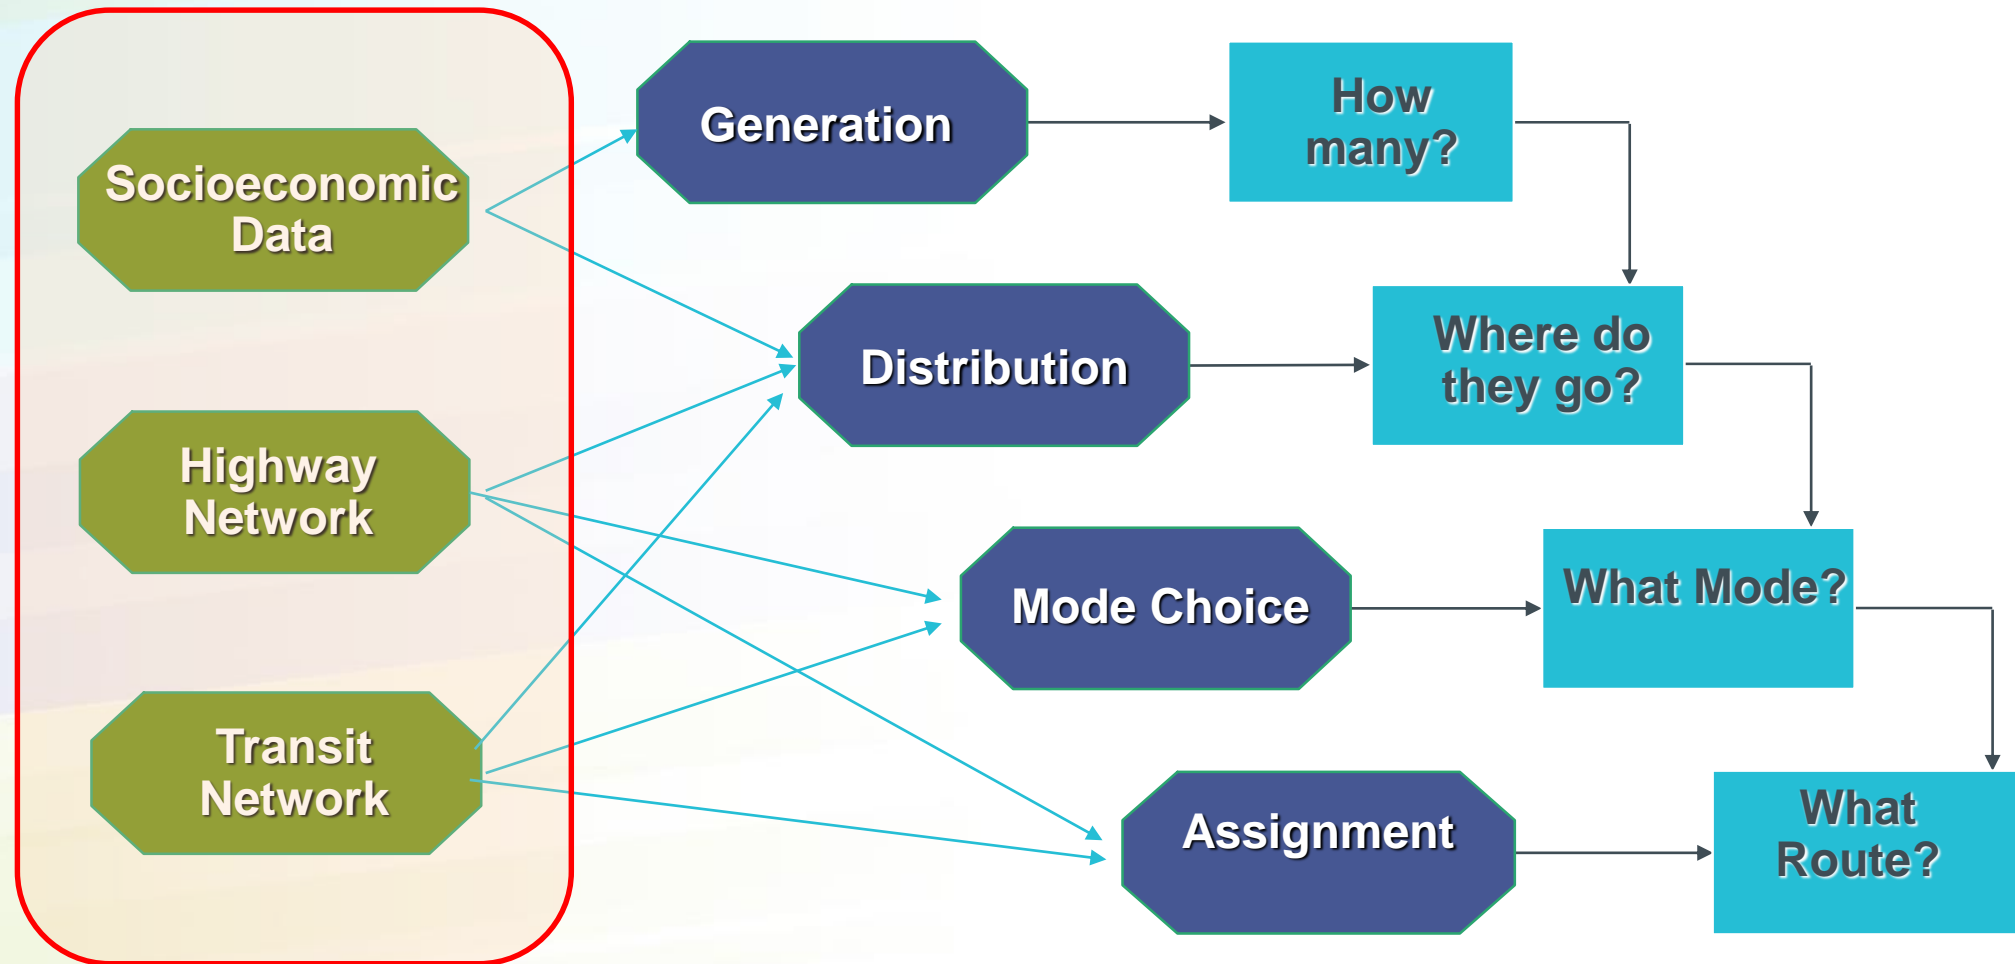 Socioeconomic
Data
Highway
Network
Transit
Network
Generation
Distribution
Mode Choice
Assignment
How
many?
Where do
they go?
What Mode?
What
Route?